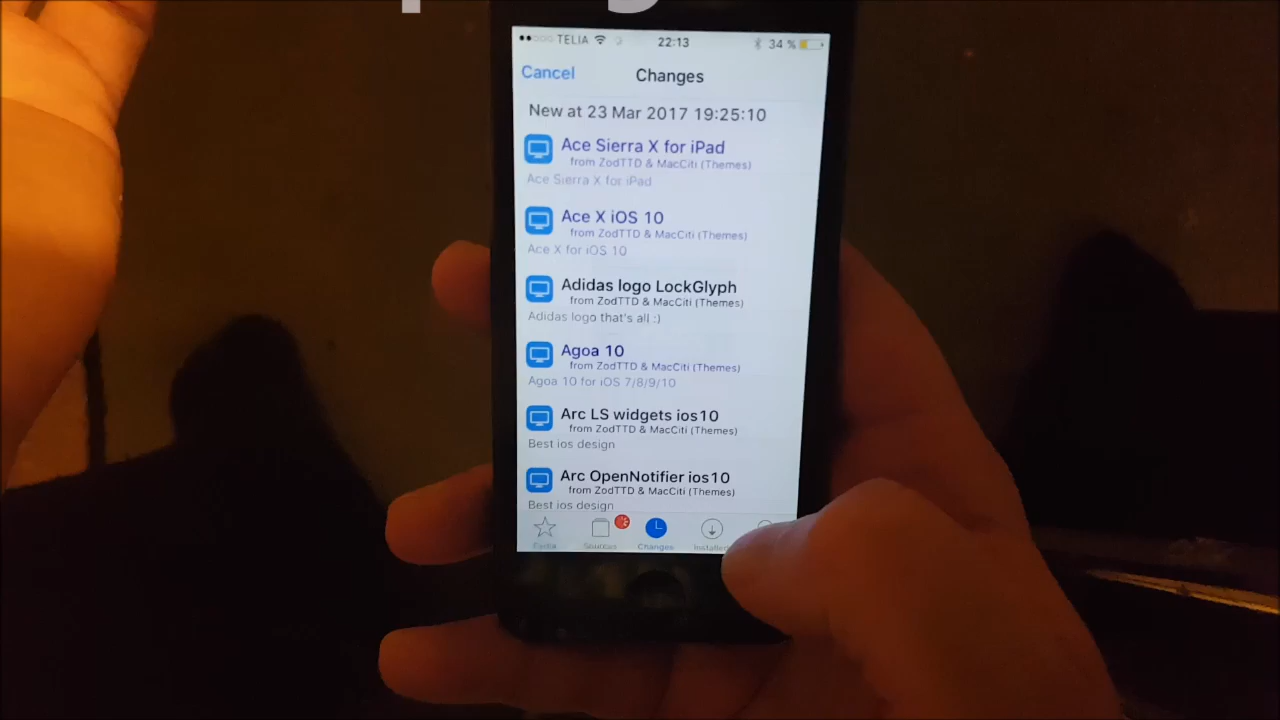 TELIA 22:13 34 %
Cancel Changes
New at 23 Mar 2017 19:25:10
Ace Sierra X for iPad
from ZodTTD & MacCiti (Themes)
Ace Sierra X for iPad
Ace X iOS 10
from ZodTTD & MacCiti (Themes)
Ace X for iOS 10
Adidas logo LockGlyph
from ZodTTD & MacCiti (Themes)
Adidas logo that's all :)
Agoa 10
from ZodTTD & MacCiti (Themes)
Agoa 10 for iOS 7/8/9/10
Arc LS widgets ios10
from ZodTTD & MacCiti (Themes)
Best ios design
Arc OpenNotifier ios10
from ZodTTD & MacCiti (Themes)
Best ios design
Cydia Sources Changes